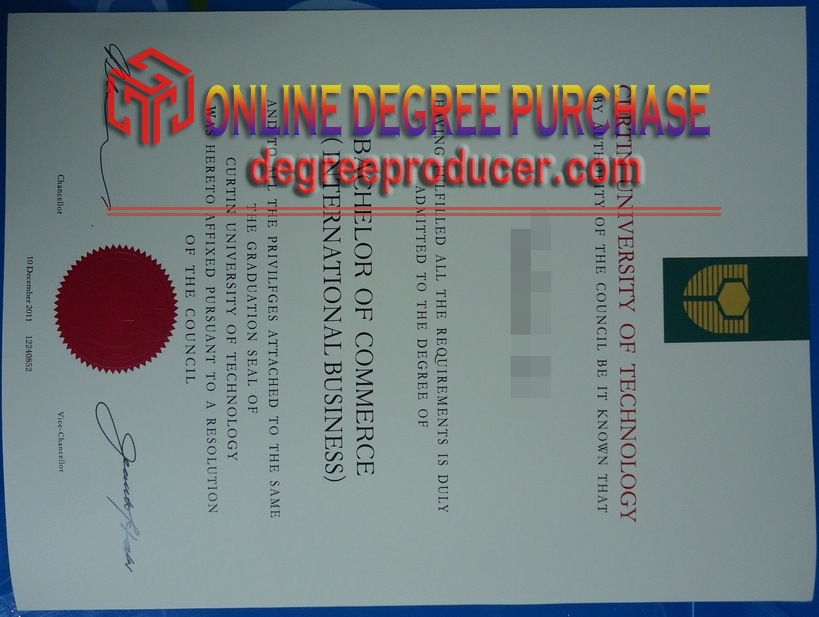 ONLINE DEGREE PURCHASE
degreeproducer.com
CURTIN UNIVERSITY OF TECHNOLOGY
BY AUTHORITY OF THE COUNCIL BE IT KNOWN THAT
HAVING FULFILLED ALL THE REQUIREMENTS IS DULY
ADMITTED TO THE DEGREE OF
BACHELOR OF COMMERCE
(INTERNATIONAL BUSINESS)
AND TO ALL THE PRIVILEGES ATTACHED TO THE SAME
THE GRADUATION SEAL OF
CURTIN UNIVERSITY OF TECHNOLOGY
WAS HERETO AFFIXED PURSUANT TO A RESOLUTION
OF THE COUNCIL
Chancellor
Vice-Chancellor
10 December 2011 12240852